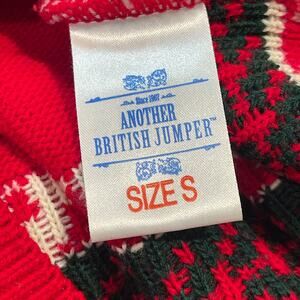 Since 1987
ANOTHER
BRITISH JUMPER™
SIZE S